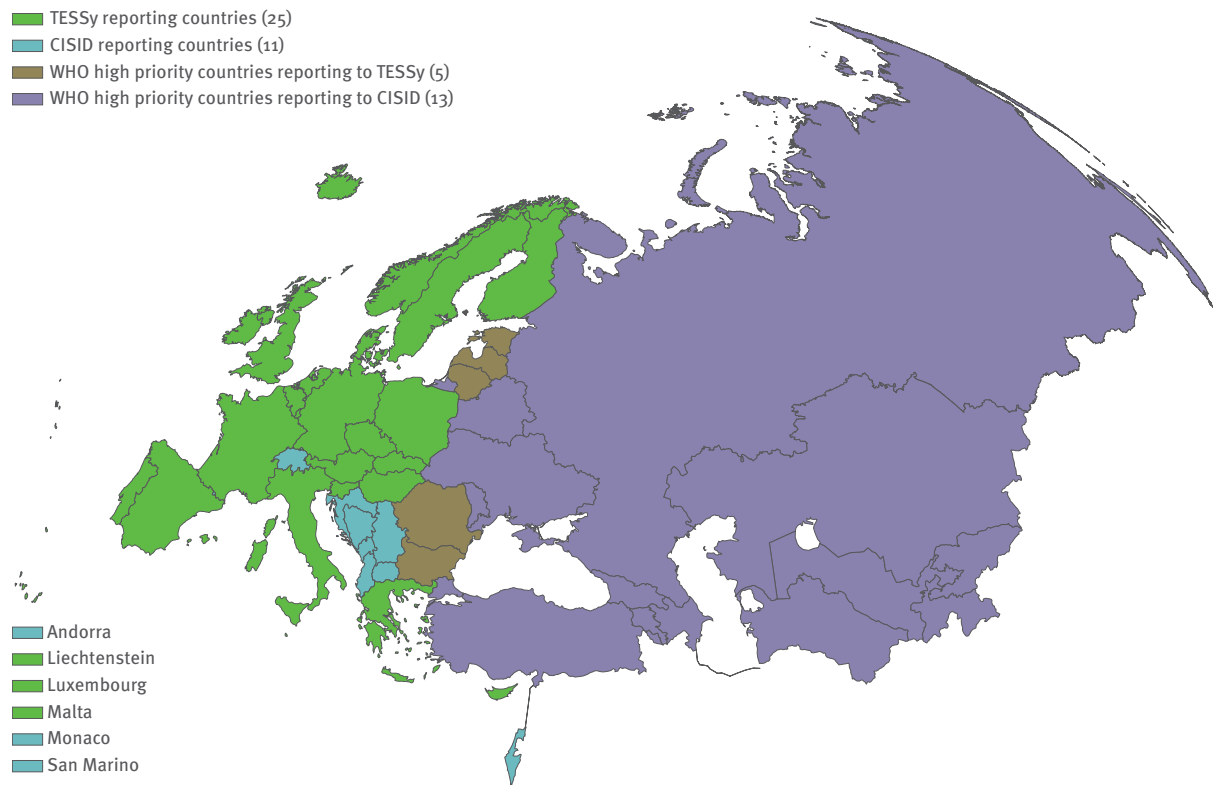 TESSy reporting countries (25)
CISID reporting countries (11)
WHO high priority countries reporting to TESSy (5)
WHO high priority countries reporting to CISID (13)
Andorra
Liechtenstein
Luxembourg
Malta
Monaco
San Marino